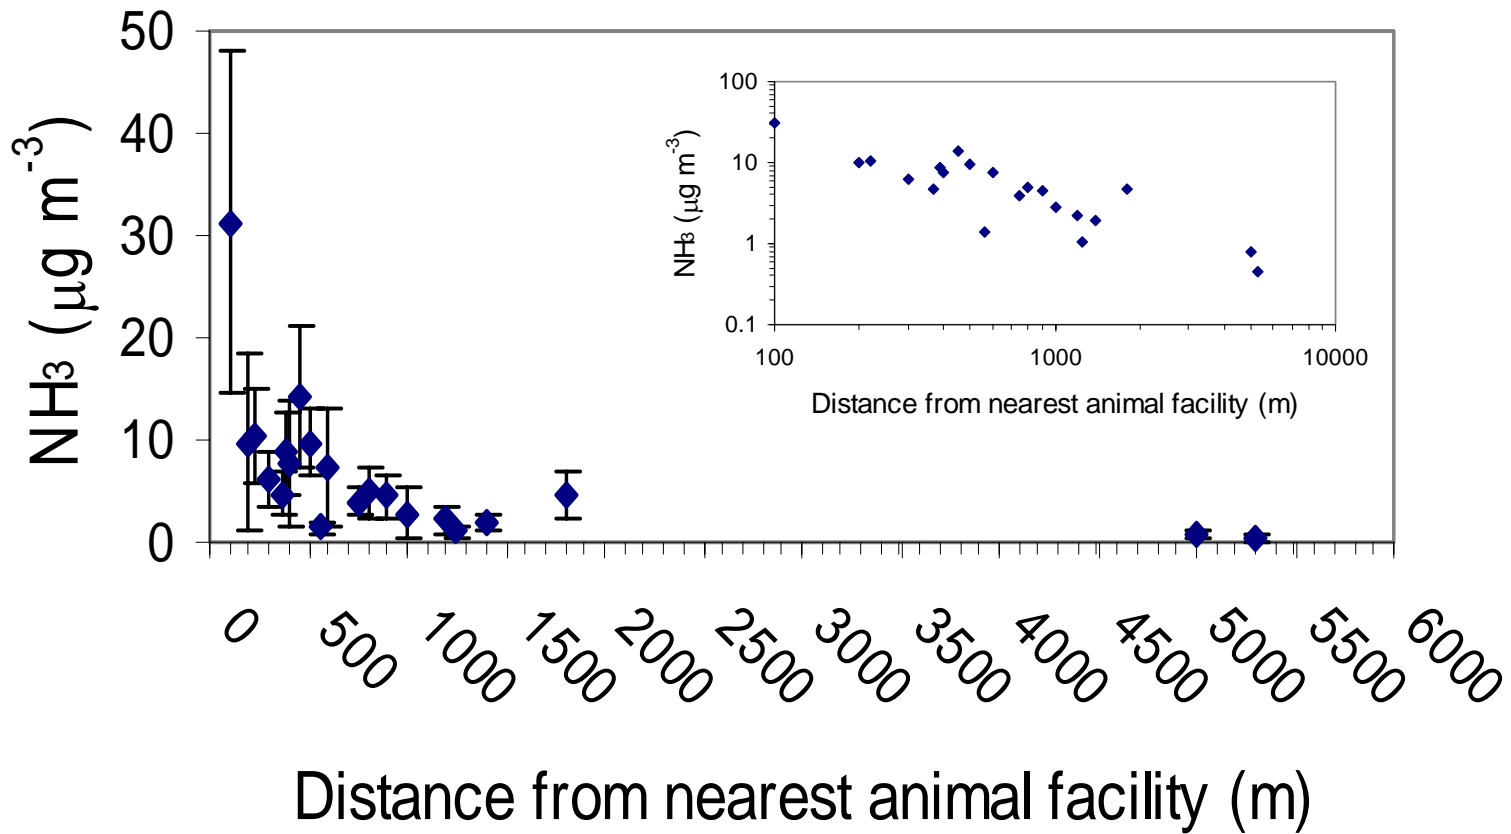 50
40
30
20
10
0
NH₃ (μg m⁻³)
0 500 1000 1500 2000 2500 3000 3500 4000 4500 5000 5500 6000
Distance from nearest animal facility (m)
100
10
1
0.1
NH₃ (μg m⁻³)
100 1000 10000
Distance from nearest animal facility (m)